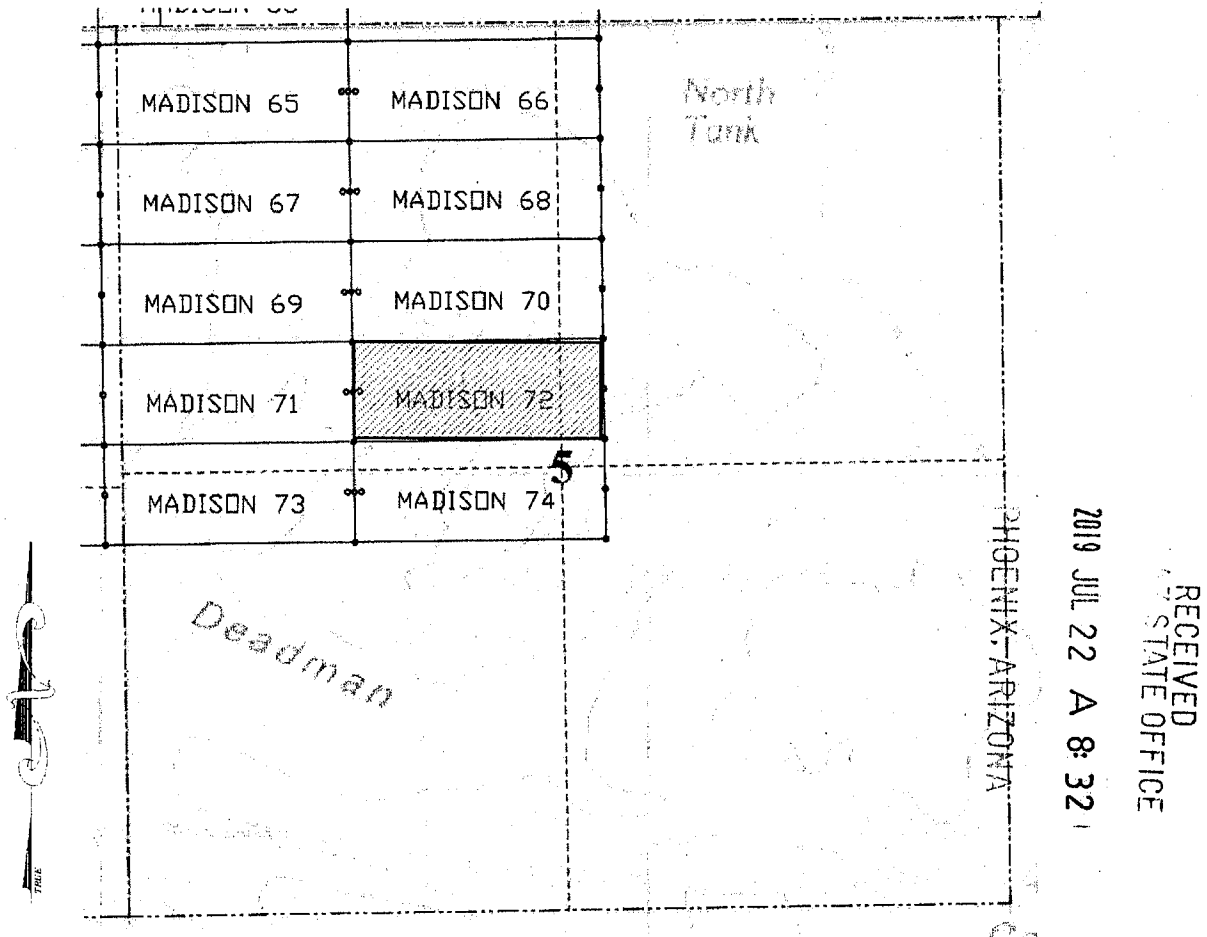 MADISON 65
MADISON 66
North
Tank
MADISON 67
MADISON 68
MADISON 69
MADISON 70
MADISON 71
MADISON 72
5
MADISON 73
MADISON 74
Deadman
TRUE
RECEIVED
STATE OFFICE
2019 JUL 22 A 8:32
PHOENIX, ARIZONA